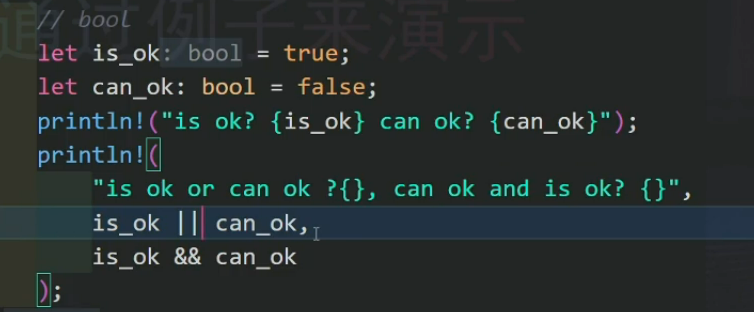 通过例子来演示
// bool
let is_ok: bool = true;
let can_ok: bool = false;
println!("is ok? {is_ok} can ok? {can_ok}");
println!(
"is ok or can ok ?{}, can ok and is ok? {}",
is_ok || can_ok,
is_ok && can_ok
);